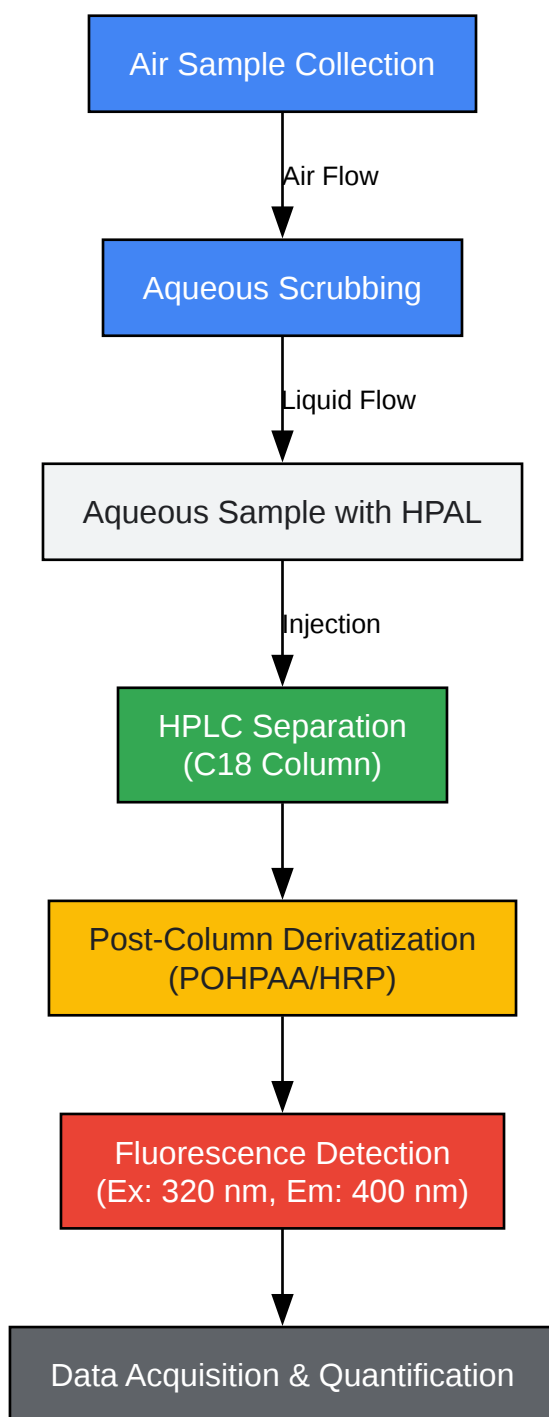 Air Sample Collection
Air Flow
Aqueous Scrubbing
Liquid Flow
Aqueous Sample with HPAL
Injection
HPLC Separation
(C18 Column)
Post-Column Derivatization
(POHPAA/HRP)
Fluorescence Detection
(Ex: 320 nm, Em: 400 nm)
Data Acquisition & Quantification